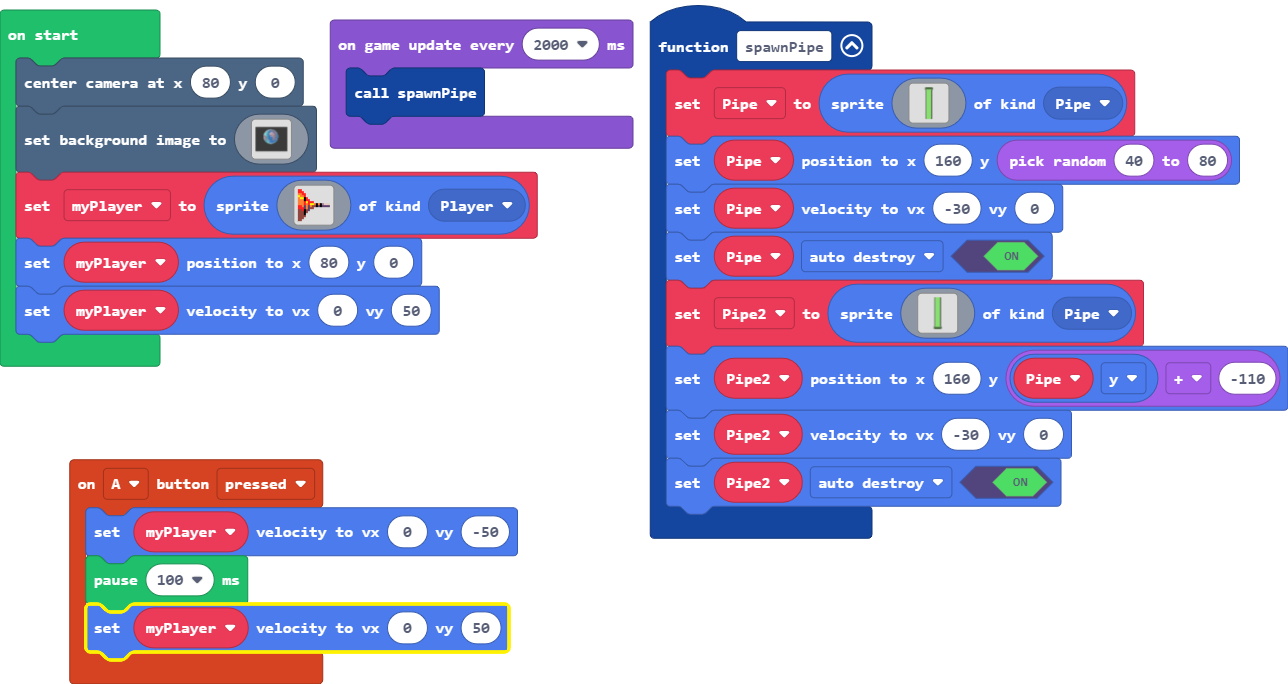 on start
center camera at x 80 y 0
set background image to
set myPlayer to sprite of kind Player
set myPlayer position to x 80 y 0
set myPlayer velocity to vx 0 vy 50
on game update every 2000 ms
call spawnPipe
function spawnPipe
set Pipe to sprite of kind Pipe
set Pipe position to x 160 y pick random 40 to 80
set Pipe velocity to vx -30 vy 0
set Pipe auto destroy ON
set Pipe2 to sprite of kind Pipe
set Pipe2 position to x 160 y Pipe y + -110
set Pipe2 velocity to vx -30 vy 0
set Pipe2 auto destroy ON
on A button pressed
set myPlayer velocity to vx 0 vy -50
pause 100 ms
set myPlayer velocity to vx 0 vy 50